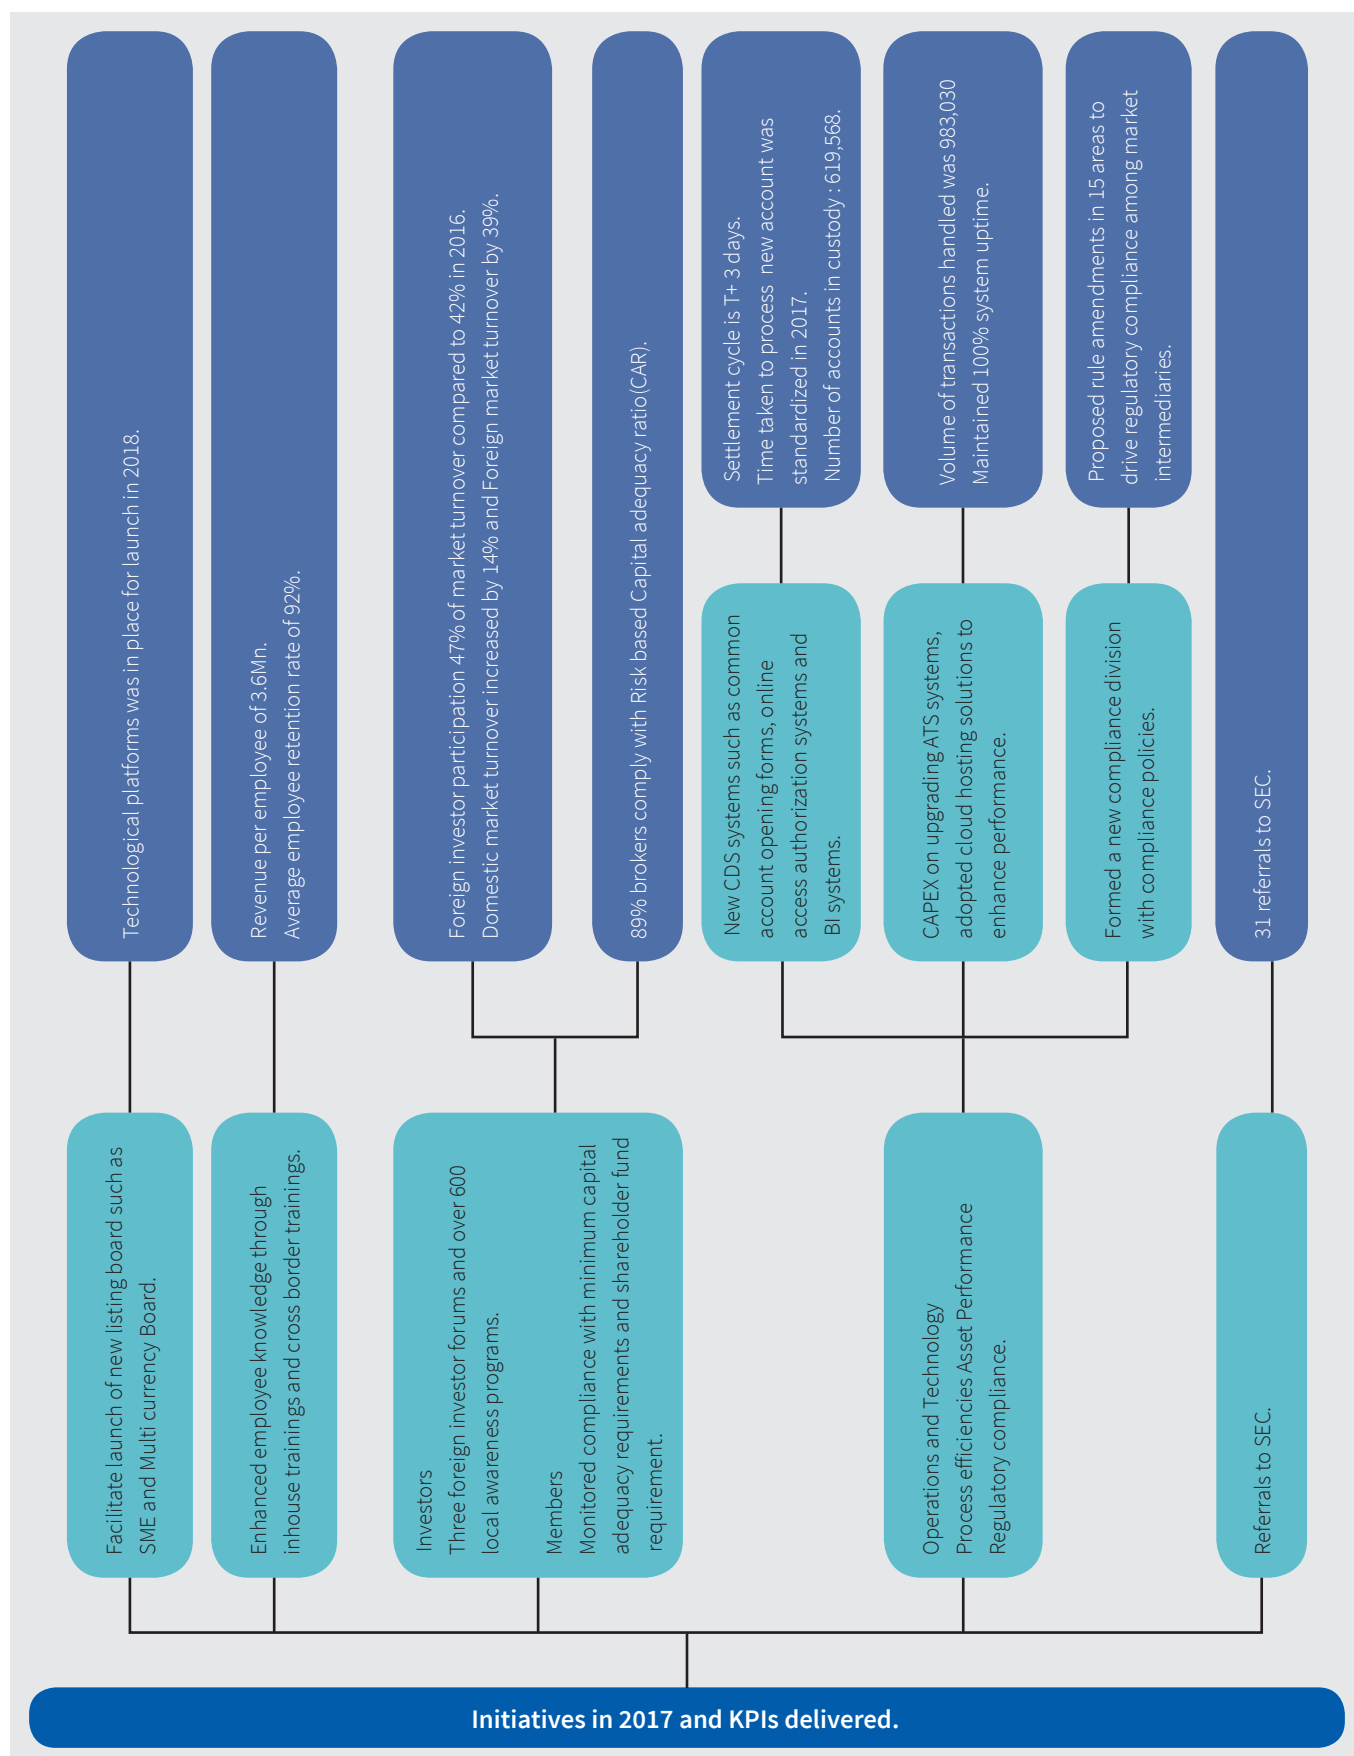 Initiatives in 2017 and KPIs delivered.
Facilitate launch of new listing board such as
SME and Multi currency Board.
Technological platforms was in place for launch in 2018.
Enhanced employee knowledge through
inhouse trainings and cross border trainings.
Revenue per employee of 3.6Mn.
Average employee retention rate of 92%.
Investors
Three foreign investor forums and over 600
local awareness programs.
Members
Monitored compliance with minimum capital
adequacy requirements and shareholder fund
requirement.
Foreign investor participation 47% of market turnover compared to 42% in 2016.
Domestic market turnover increased by 14% and Foreign market turnover by 39%.
89% brokers comply with Risk based Capital adequacy ratio(CAR).
Operations and Technology
Process efficiencies Asset Performance
Regulatory compliance.
New CDS systems such as common
account opening forms, online
access authorization systems and
BI systems.
Settlement cycle is T+ 3 days.
Time taken to process new account was
standardized in 2017.
Number of accounts in custody : 619,568.
CAPEX on upgrading ATS systems,
adopted cloud hosting solutions to
enhance performance.
Volume of transactions handled was 983,030
Maintained 100% system uptime.
Formed a new compliance division
with compliance policies.
Proposed rule amendments in 15 areas to
drive regulatory compliance among market
intermediaries.
Referrals to SEC.
31 referrals to SEC.